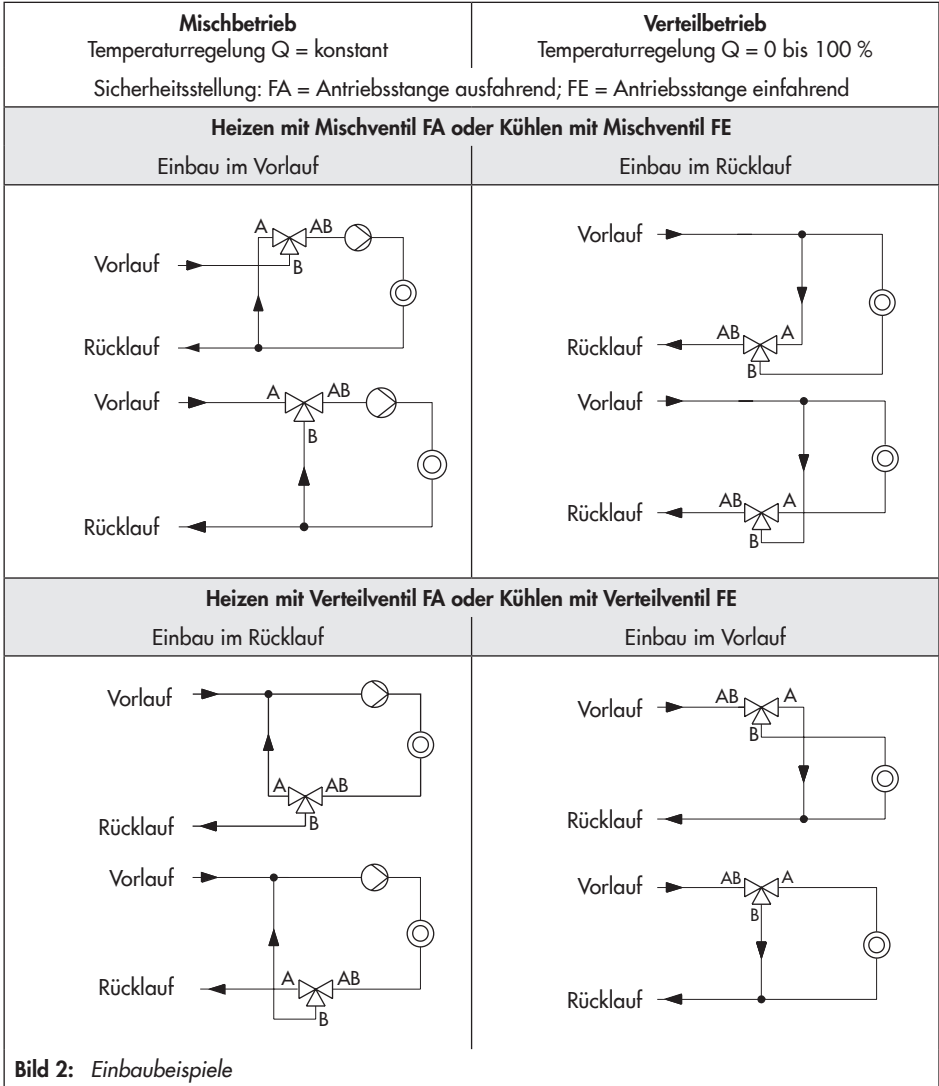 Mischbetrieb
Temperaturregelung Q = konstant
Verteilbetrieb
Temperaturregelung Q = 0 bis 100 %
Sicherheitsstellung: FA = Antriebsstange ausfahrend; FE = Antriebsstange einfahrend
Heizen mit Mischventil FA oder Kühlen mit Mischventil FE
Einbau im Vorlauf
Einbau im Rücklauf
A AB
Vorlauf
B
Rücklauf
Vorlauf
A AB
B
Rücklauf
Vorlauf
AB A
Rücklauf
B
Vorlauf
AB A
Rücklauf
B
Heizen mit Verteilventil FA oder Kühlen mit Verteilventil FE
Einbau im Rücklauf
Einbau im Vorlauf
Vorlauf
A AB
Rücklauf
B
Vorlauf
Rücklauf
A AB
B
AB A
Vorlauf
B
Rücklauf
Vorlauf
AB A
B
Rücklauf
Bild 2: Einbaubeispiele